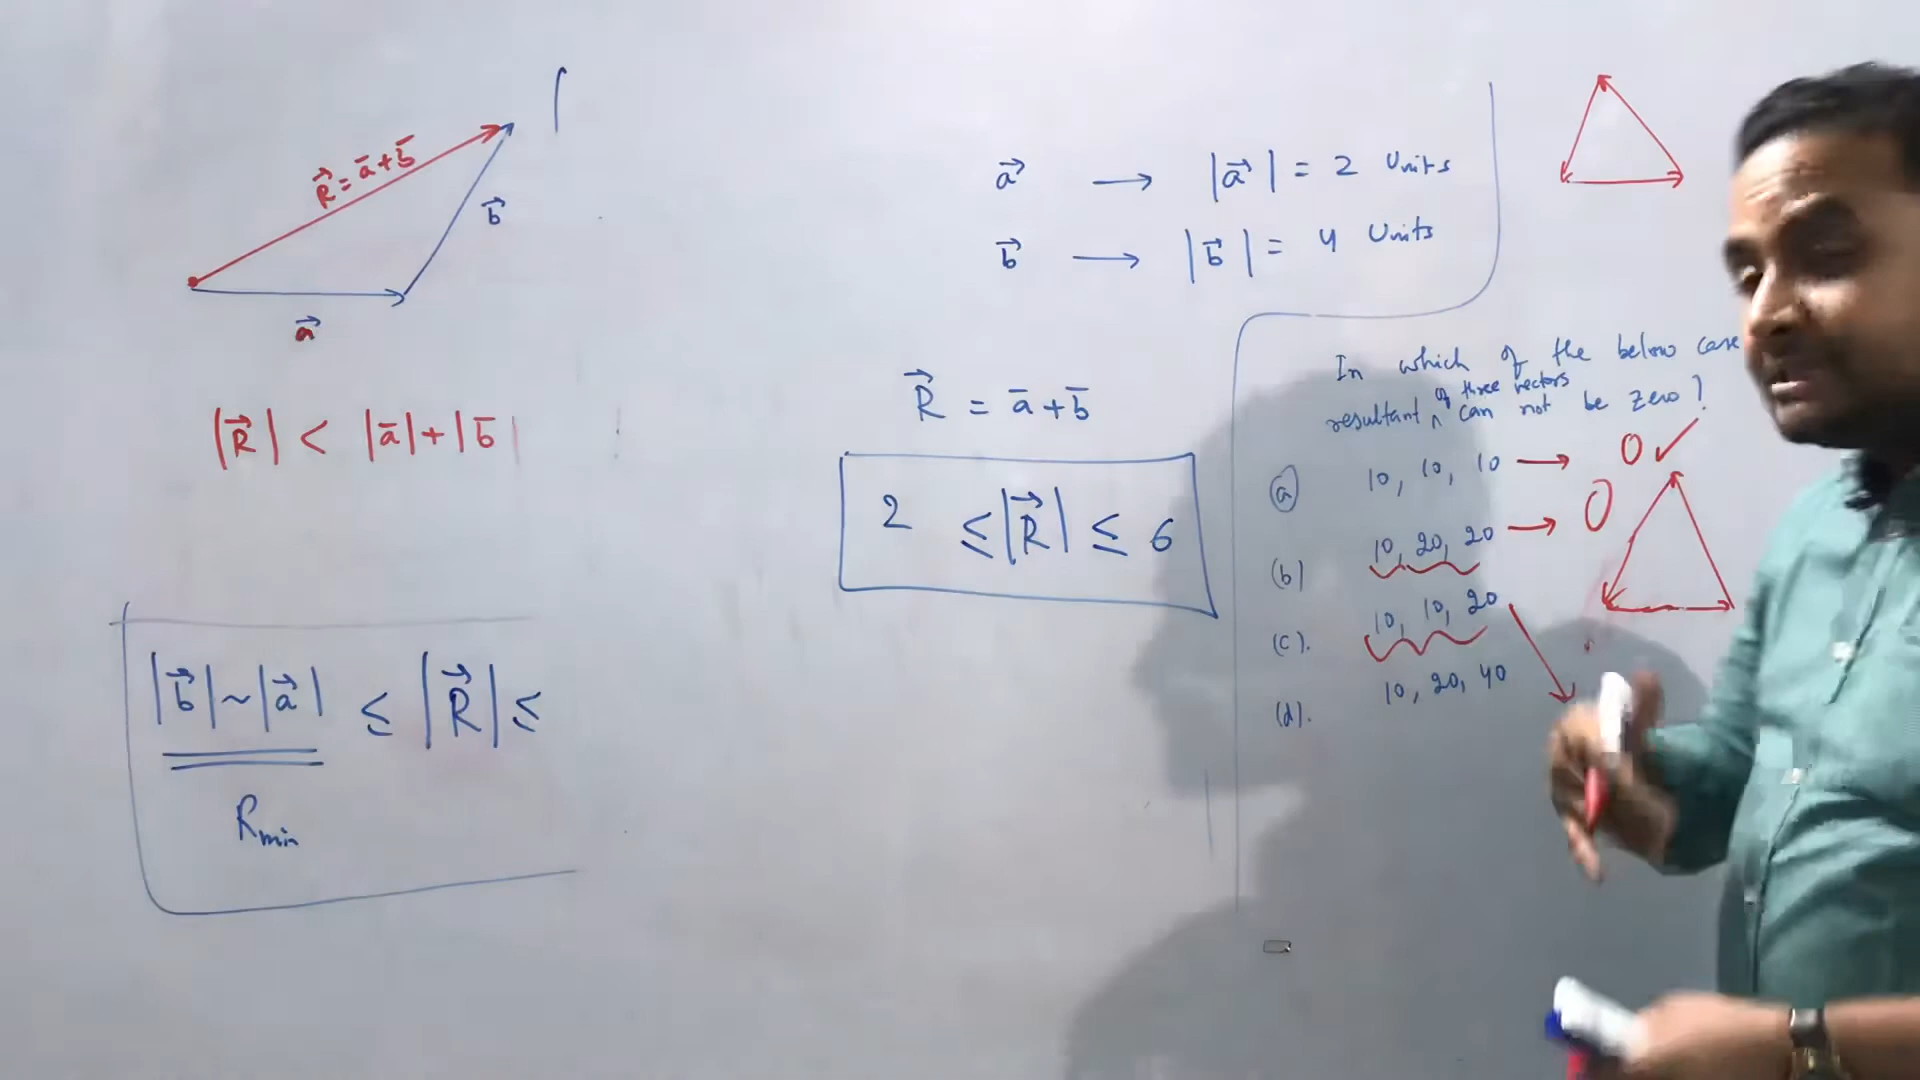 R⃗ = a̅+b̅
b⃗
a⃗
|R⃗| < |a̅|+|b̅|
|b⃗|~|a⃗| ≤ |R⃗| ≤
Rmin
a⃗ → |a⃗| = 2 Units
b⃗ → |b⃗| = 4 Units
R⃗ = a̅+b̅
2 ≤ |R⃗| ≤ 6
In which of the below case
of three vectors
resultant ^ can not be zero?
(a) 10, 10, 10 → 0 ✓
(b) 10, 20, 20 → 0
(c). 10, 10, 20
(d). 10, 20, 40